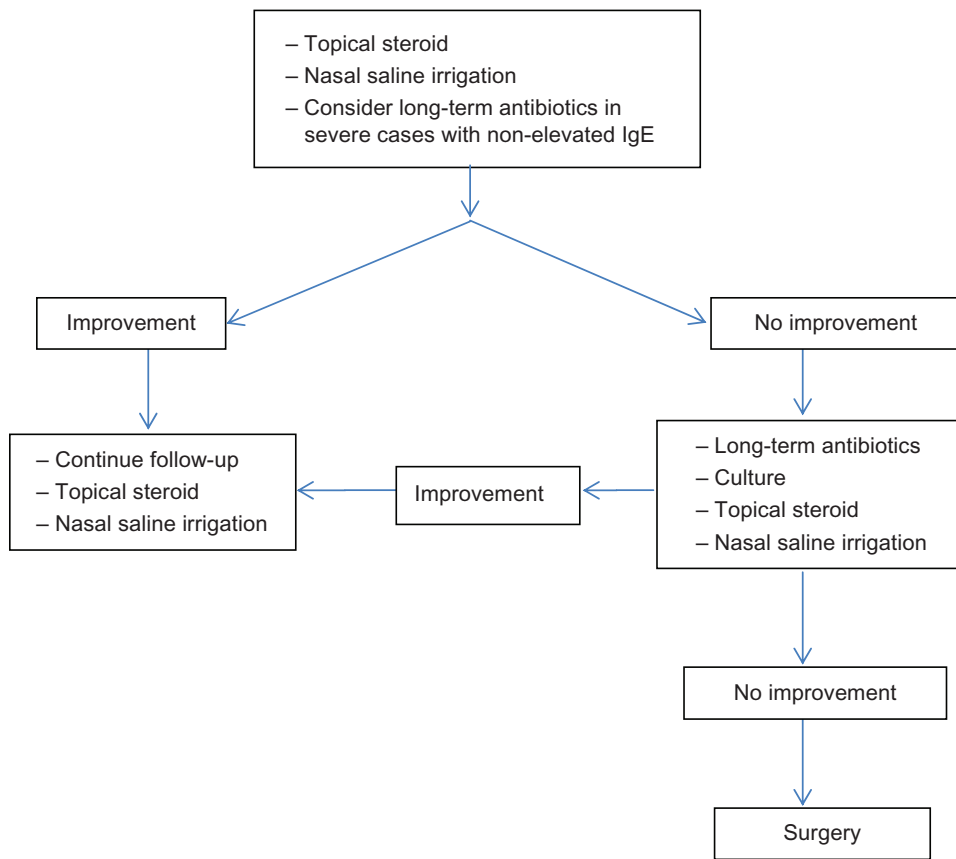 – Topical steroid
– Nasal saline irrigation
– Consider long-term antibiotics in
severe cases with non-elevated IgE
Improvement
No improvement
– Continue follow-up
– Topical steroid
– Nasal saline irrigation
Improvement
– Long-term antibiotics
– Culture
– Topical steroid
– Nasal saline irrigation
No improvement
Surgery